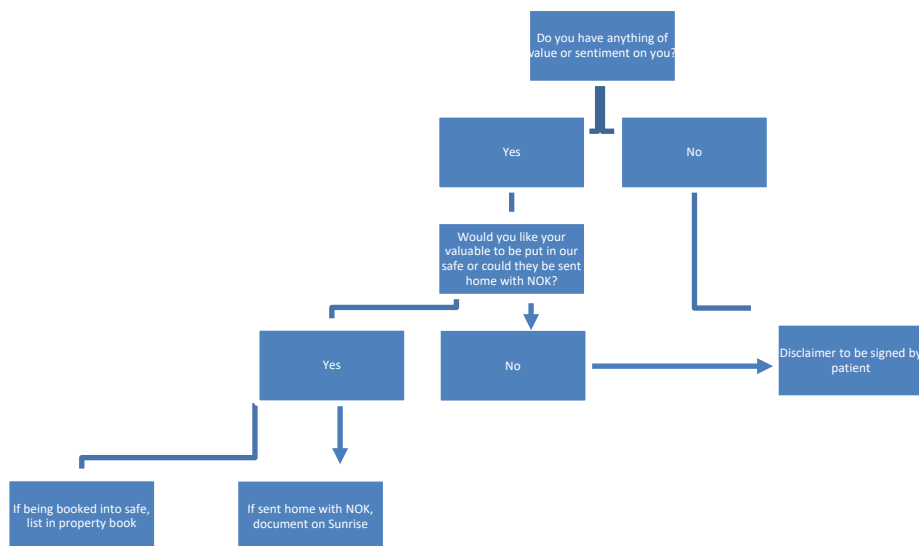 Do you have anything of
value or sentiment on you?
Yes
No
Would you like your
valuable to be put in our
safe or could they be sent
home with NOK?
Yes
No
Disclaimer to be signed by
patient
If being booked into safe,
list in property book
If sent home with NOK,
document on Sunrise